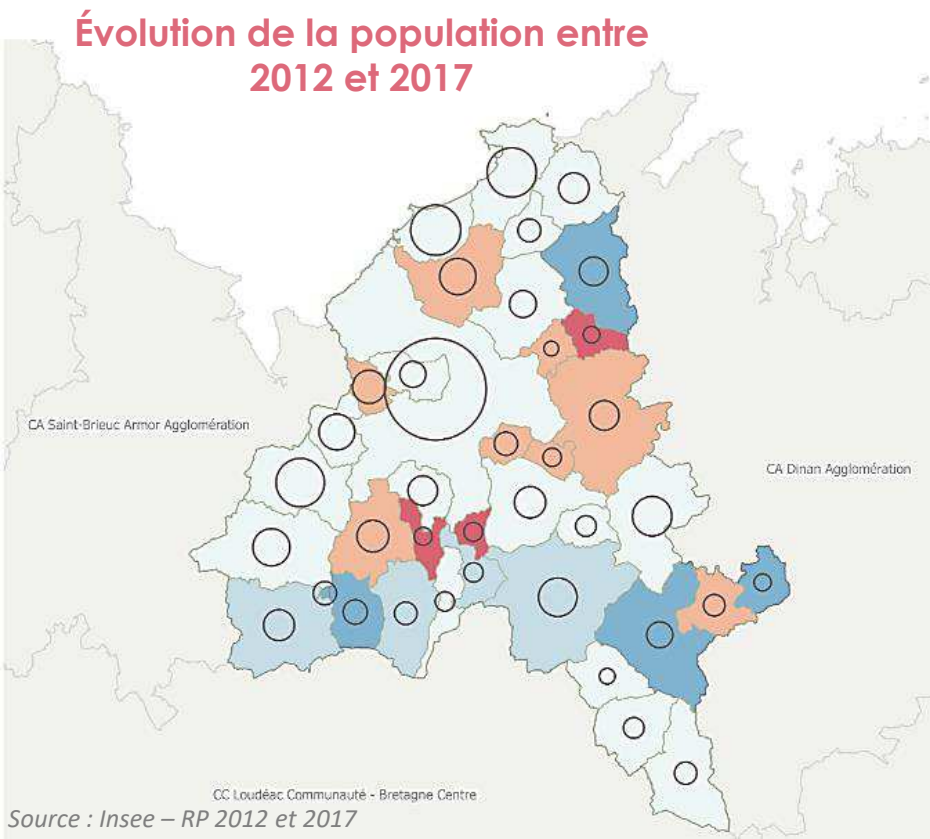 Évolution de la population entre
2012 et 2017
CA Saint-Brieuc Armor Agglomération
CA Dinan Agglomération
CC Loudéac Communauté - Bretagne Centre
Source : Insee – RP 2012 et 2017